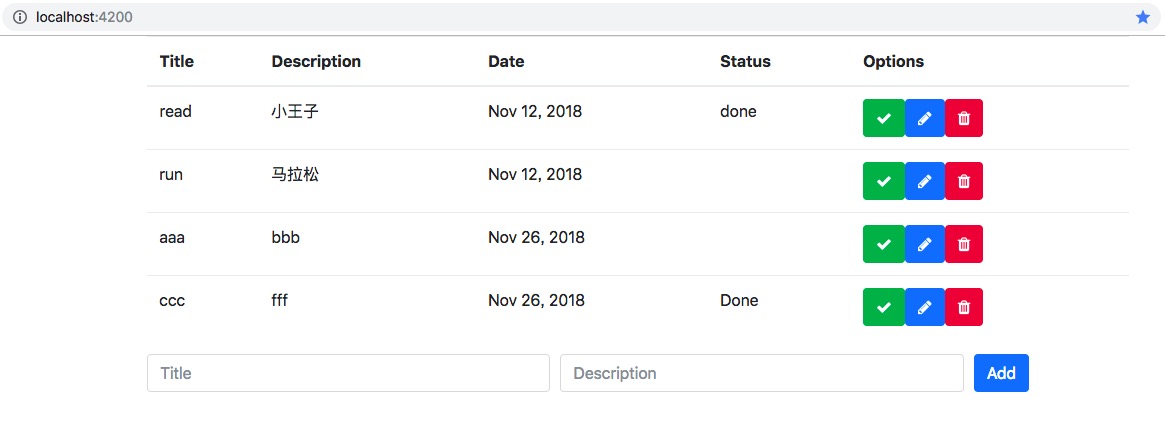 localhost:4200
Title Description Date Status Options
read 小王子 Nov 12, 2018 done
run 马拉松 Nov 12, 2018
aaa bbb Nov 26, 2018
ccc fff Nov 26, 2018 Done
Title Description Add